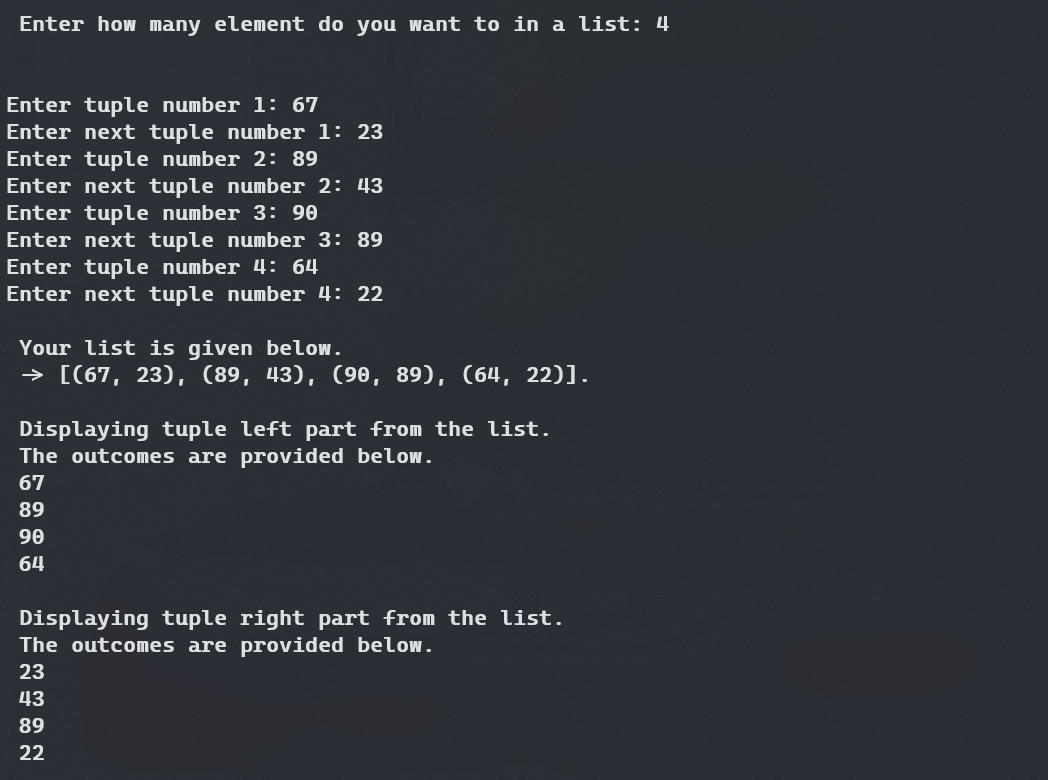 Enter how many element do you want to in a list: 4
Enter tuple number 1: 67
Enter next tuple number 1: 23
Enter tuple number 2: 89
Enter next tuple number 2: 43
Enter tuple number 3: 90
Enter next tuple number 3: 89
Enter tuple number 4: 64
Enter next tuple number 4: 22
Your list is given below.
-> [(67, 23), (89, 43), (90, 89), (64, 22)].
Displaying tuple left part from the list.
The outcomes are provided below.
67
89
90
64
Displaying tuple right part from the list.
The outcomes are provided below.
23
43
89
22